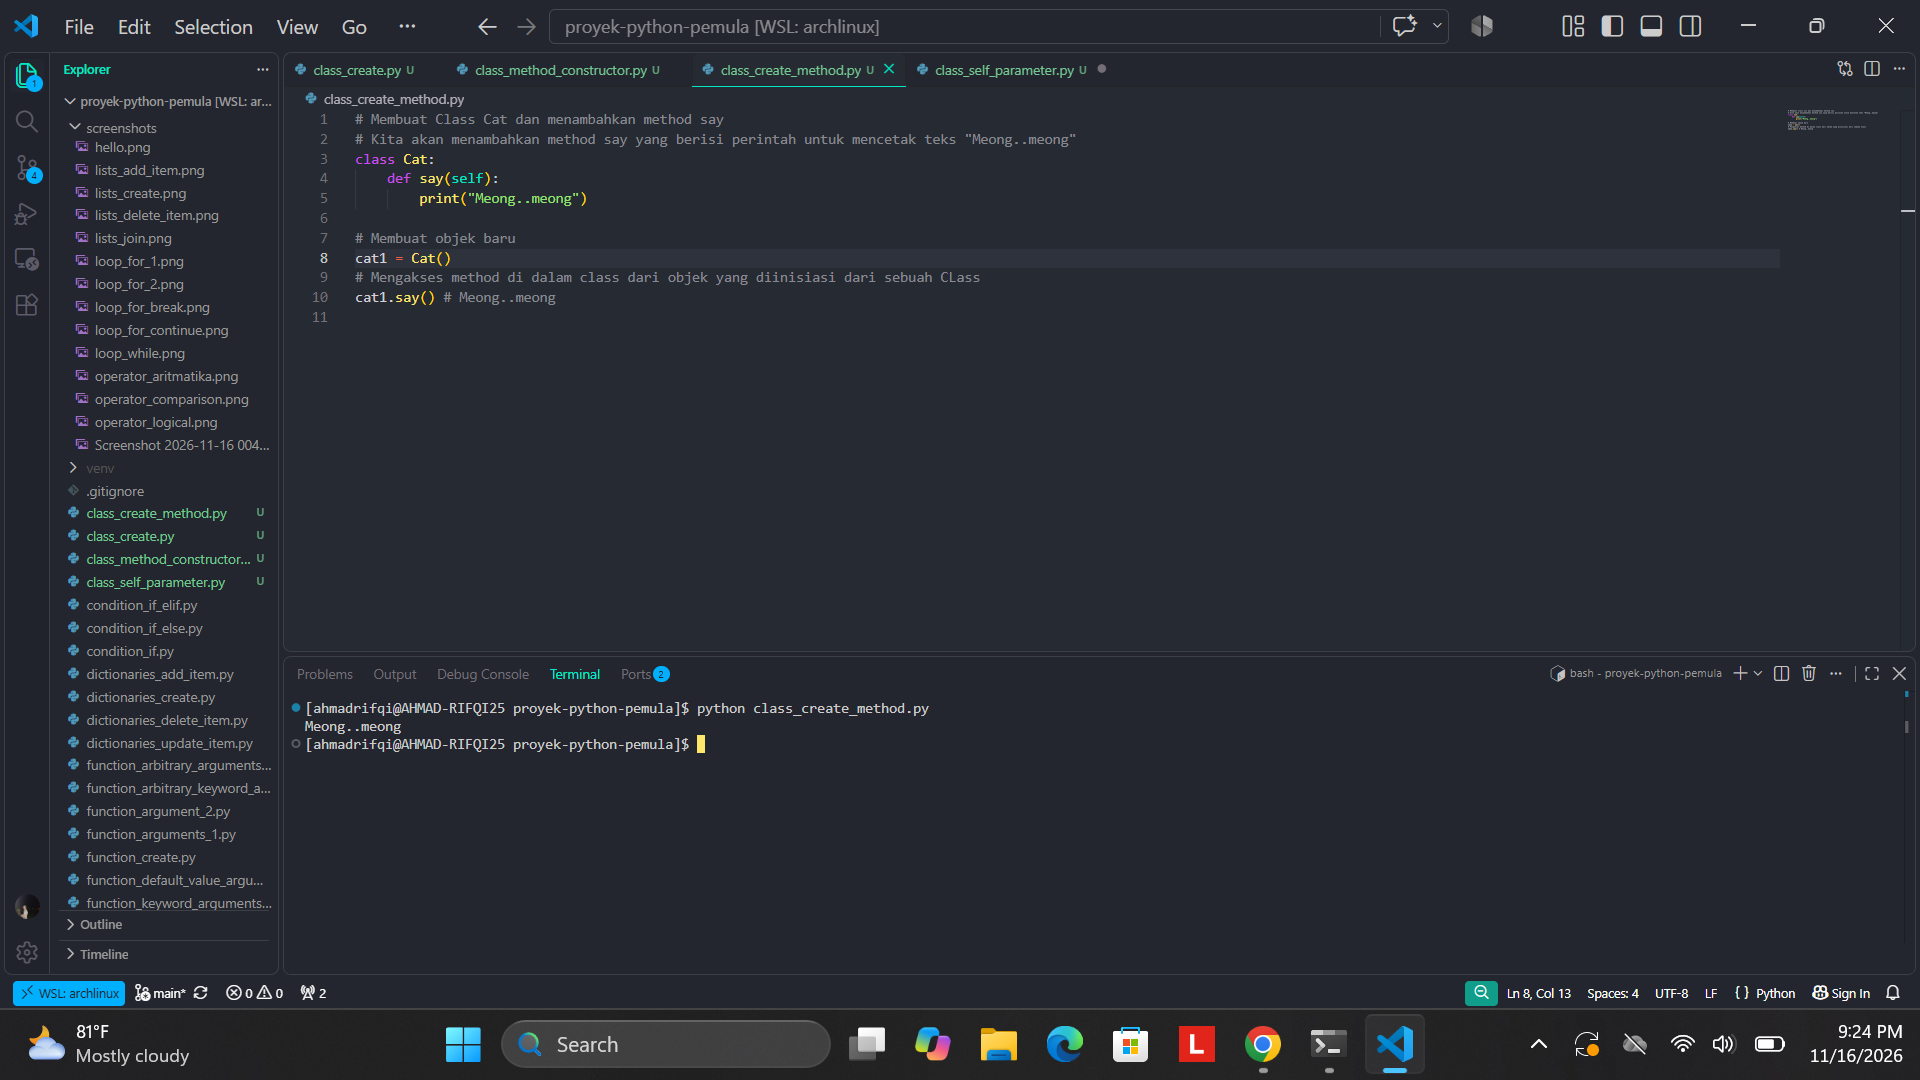 File Edit Selection View Go
proyek-python-pemula [WSL: archlinux]
Explorer
1
4
proyek-python-pemula [WSL: ar...
screenshots
hello.png
lists_add_item.png
lists_create.png
lists_delete_item.png
lists_join.png
loop_for_1.png
loop_for_2.png
loop_for_break.png
loop_for_continue.png
loop_while.png
operator_aritmatika.png
operator_comparison.png
operator_logical.png
Screenshot 2026-11-16 004...
venv
.gitignore
class_create_method.py U
class_create.py U
class_method_constructor... U
class_self_parameter.py U
condition_if_elif.py
condition_if_else.py
condition_if.py
dictionaries_add_item.py
dictionaries_create.py
dictionaries_delete_item.py
dictionaries_update_item.py
function_arbitrary_arguments...
function_arbitrary_keyword_a...
function_argument_2.py
function_arguments_1.py
function_create.py
function_default_value_argu...
function_keyword_arguments...
Outline
Timeline
class_create.py U class_method_constructor.py U class_create_method.py U class_self_parameter.py U
class_create_method.py
1 # Membuat Class Cat dan menambahkan method say
2 # Kita akan menambahkan method say yang berisi perintah untuk mencetak teks "Meong..meong"
3 class Cat:
4 def say(self):
5 print("Meong..meong")
6
7 # Membuat objek baru
8 cat1 = Cat()
9 # Mengakses method di dalam class dari objek yang diinisiasi dari sebuah CLass
10 cat1.say() # Meong..meong
11
Problems Output Debug Console Terminal Ports 2
bash - proyek-python-pemula
[ahmadrifqi@AHMAD-RIFQI25 proyek-python-pemula]$ python class_create_method.py
Meong..meong
[ahmadrifqi@AHMAD-RIFQI25 proyek-python-pemula]$
WSL: archlinux main* 0 0 2
Ln 8, Col 13 Spaces: 4 UTF-8 LF { } Python Sign In
81°F
Mostly cloudy
Search
L
9:24 PM
11/16/2026